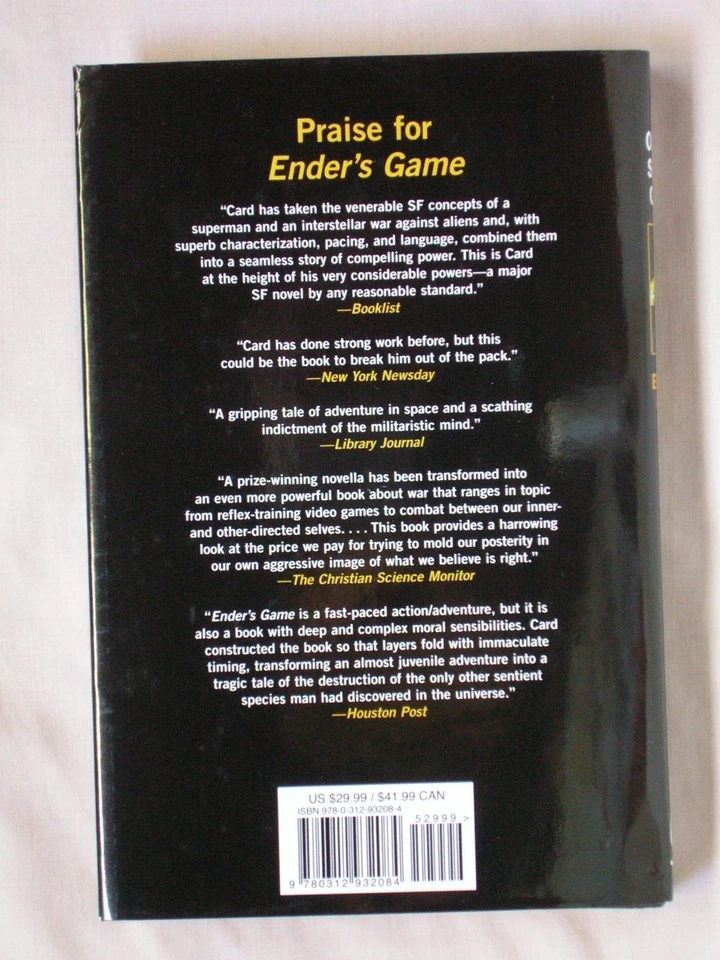 Praise for
Ender's Game
“Card has taken the venerable SF concepts of a
superman and an interstellar war against aliens and, with
superb characterization, pacing, and language, combined them
into a seamless story of compelling power. This is Card
at the height of his very considerable powers—a major
SF novel by any reasonable standard.”
—Booklist
“Card has done strong work before, but this
could be the book to break him out of the pack.”
—New York Newsday
“A gripping tale of adventure in space and a scathing
indictment of the militaristic mind.”
—Library Journal
“A prize-winning novella has been transformed into
an even more powerful book about war that ranges in topic
from reflex-training video games to combat between our inner-
and other-directed selves. . . . This book provides a harrowing
look at the price we pay for trying to mold our posterity in
our own aggressive image of what we believe is right.”
—The Christian Science Monitor
“Ender's Game is a fast-paced action/adventure, but it is
also a book with deep and complex moral sensibilities. Card
constructed the book so that layers fold with immaculate
timing, transforming an almost juvenile adventure into a
tragic tale of the destruction of the only other sentient
species man had discovered in the universe.”
—Houston Post
US $29.99 / $41.99 CAN
ISBN 978-0-312-93208-4
52999 >
9 780312 932084